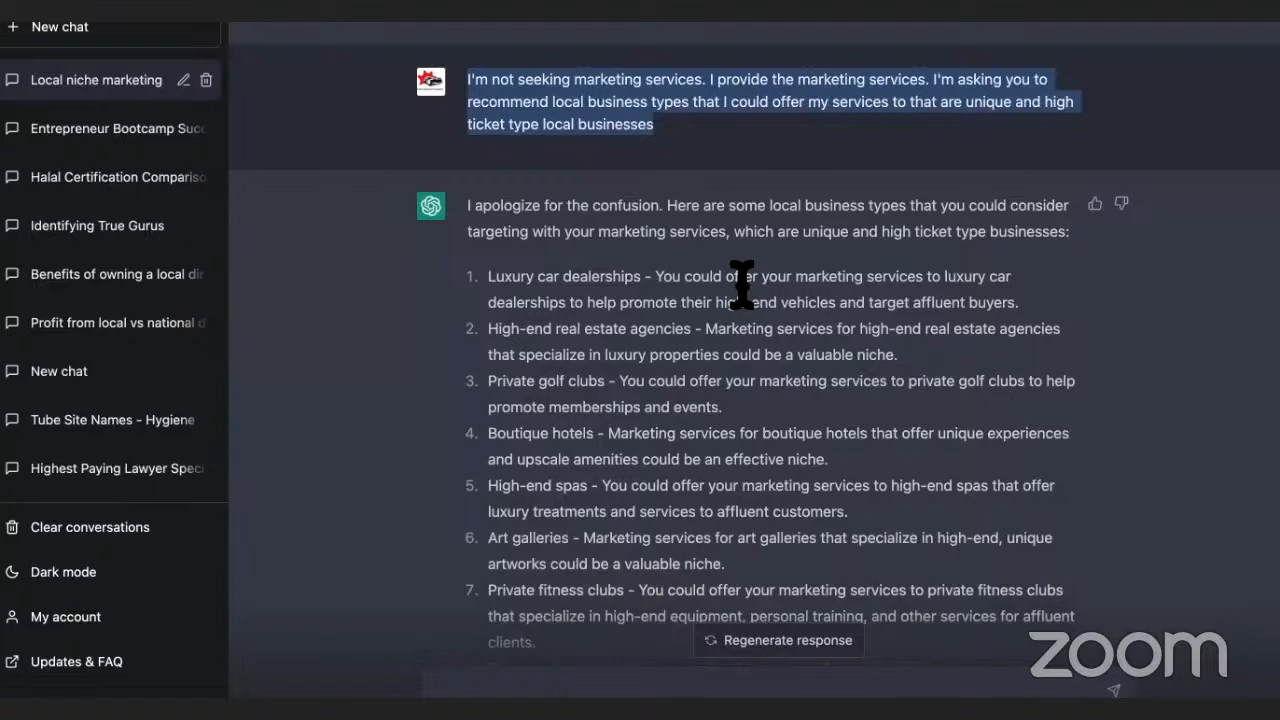 New chat
Local niche marketing
Entrepreneur Bootcamp Succ
Halal Certification Compariso
Identifying True Gurus
Benefits of owning a local dir
Profit from local vs national d
New chat
Tube Site Names - Hygiene
Highest Paying Lawyer Spec
Clear conversations
Dark mode
My account
Updates & FAQ
I'm not seeking marketing services. I provide the marketing services. I'm asking you to
recommend local business types that I could offer my services to that are unique and high
ticket type local businesses
I apologize for the confusion. Here are some local business types that you could consider
targeting with your marketing services, which are unique and high ticket type businesses:
1. Luxury car dealerships - You could offer your marketing services to luxury car
dealerships to help promote their high-end vehicles and target affluent buyers.
2. High-end real estate agencies - Marketing services for high-end real estate agencies
that specialize in luxury properties could be a valuable niche.
3. Private golf clubs - You could offer your marketing services to private golf clubs to help
promote memberships and events.
4. Boutique hotels - Marketing services for boutique hotels that offer unique experiences
and upscale amenities could be an effective niche.
5. High-end spas - You could offer your marketing services to high-end spas that offer
luxury treatments and services to affluent customers.
6. Art galleries - Marketing services for art galleries that specialize in high-end, unique
artworks could be a valuable niche.
7. Private fitness clubs - You could offer your marketing services to private fitness clubs
that specialize in high-end equipment, personal training, and other services for affluent
clients.
Regenerate response
zoom